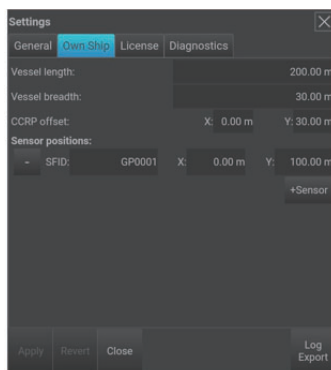 Settings
General Own Ship License Diagnostics
Vessel length: 200.00 m
Vessel breadth: 30.00 m
CCRP offset: X: 0.00 m Y: 30.00 m
Sensor positions:
- SFID: GP0001 X: 0.00 m Y: 100.00 m
+Sensor
Apply Revert Close Log
Export